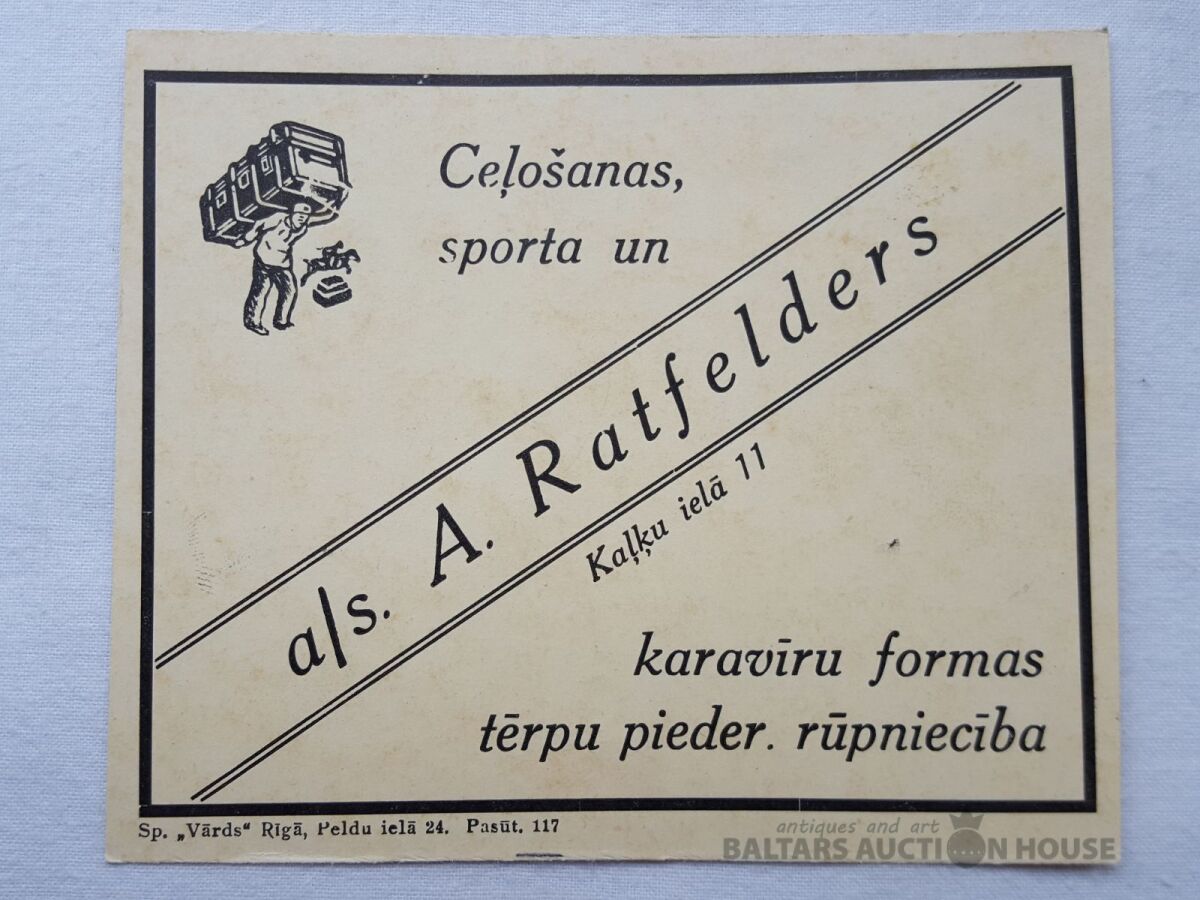 Ceļošanas,
sporta un
a/s. A. Ratfelders
Kaļķu ielā 11
karavīru formas
tērpu pieder. rūpniecība
Sp. „Vārds“ Rīgā, Peldu ielā 24. Pasūt. 117
antiques and art
BALTARS AUCTION HOUSE